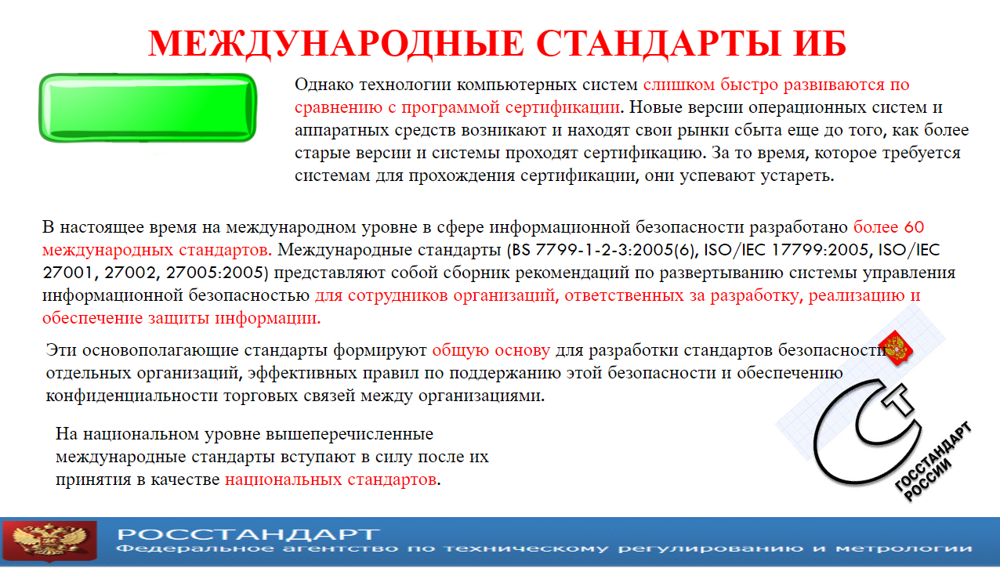 МЕЖДУНАРОДНЫЕ СТАНДАРТЫ ИБ
Однако технологии компьютерных систем слишком быстро развиваются по
сравнению с программой сертификации. Новые версии операционных систем и
аппаратных средств возникают и находят свои рынки сбыта еще до того, как более
старые версии и системы проходят сертификацию. За то время, которое требуется
системам для прохождения сертификации, они успевают устареть.
В настоящее время на международном уровне в сфере информационной безопасности разработано более 60
международных стандартов. Международные стандарты (BS 7799-1-2-3:2005(6), ISO/IEC 17799:2005, ISO/IEC
27001, 27002, 27005:2005) представляют собой сборник рекомендаций по развертыванию системы управления
информационной безопасностью для сотрудников организаций, ответственных за разработку, реализацию и
обеспечение защиты информации.
Эти основополагающие стандарты формируют общую основу для разработки стандартов безопасности
отдельных организаций, эффективных правил по поддержанию этой безопасности и обеспечению
конфиденциальности торговых связей между организациями.
На национальном уровне вышеперечисленные
международные стандарты вступают в силу после их
принятия в качестве национальных стандартов.
ГОССТАНДАРТ
РОССИИ
РОССТАНДАРТ
Федеральное агентство по техническому регулированию и метрологии